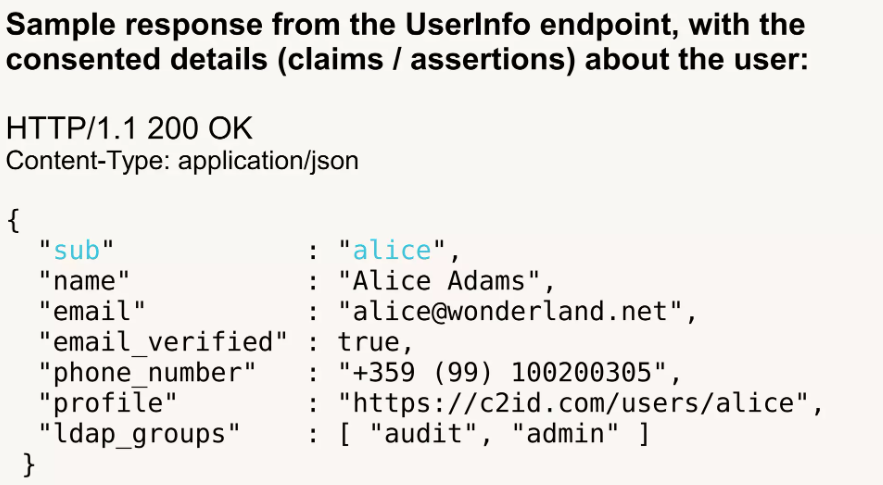 Sample response from the UserInfo endpoint, with the
consented details (claims / assertions) about the user:
HTTP/1.1 200 OK
Content-Type: application/json
{
"sub" : "alice",
"name" : "Alice Adams",
"email" : "alice@wonderland.net",
"email_verified" : true,
"phone_number" : "+359 (99) 100200305",
"profile" : "https://c2id.com/users/alice",
"ldap_groups" : [ "audit", "admin" ]
}